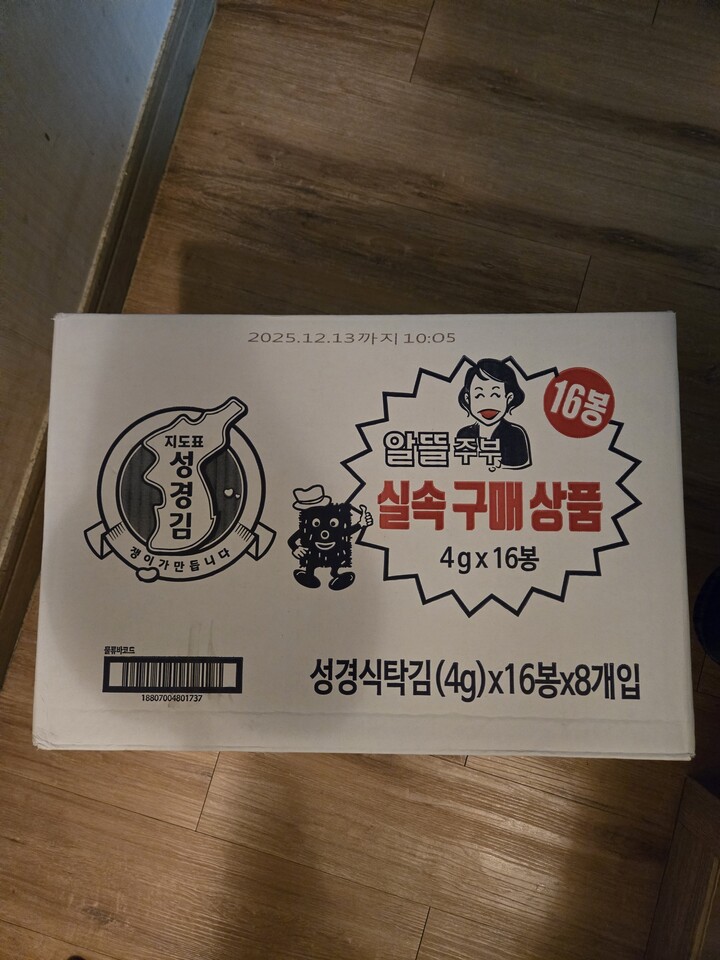 2025.12.13까지 10:05
지도표
성경김
쟁이가 만듭니다
16봉
알뜰 주부
실속 구매 상품
4g x 16봉
물류바코드
18807004801737
성경식탁김(4g)x16봉x8개입